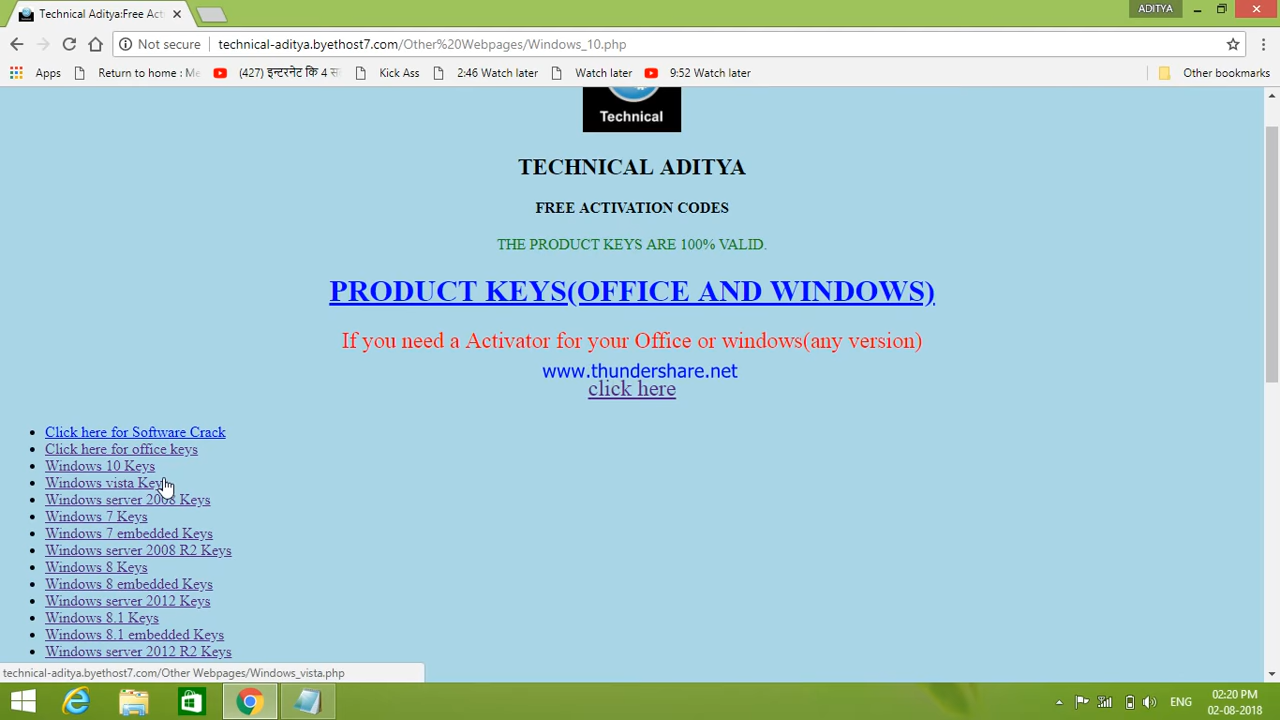 Technical Aditya:Free Act
ADITYA
Not secure
technical-aditya.byethost7.com/Other%20Webpages/Windows_10.php
Apps
Return to home : Me
(427) इन्टरनेट कि 4 स
Kick Ass
2:46 Watch later
Watch later
9:52 Watch later
Other bookmarks
Technical
TECHNICAL ADITYA
FREE ACTIVATION CODES
THE PRODUCT KEYS ARE 100% VALID.
PRODUCT KEYS(OFFICE AND WINDOWS)
If you need a Activator for your Office or windows(any version)
www.thundershare.net
click here
Click here for Software Crack
Click here for office keys
Windows 10 Keys
Windows vista Keys
Windows server 2008 Keys
Windows 7 Keys
Windows 7 embedded Keys
Windows server 2008 R2 Keys
Windows 8 Keys
Windows 8 embedded Keys
Windows server 2012 Keys
Windows 8.1 Keys
Windows 8.1 embedded Keys
Windows server 2012 R2 Keys
technical-aditya.byethost7.com/Other Webpages/Windows_vista.php
ENG
02:20 PM
02-08-2018